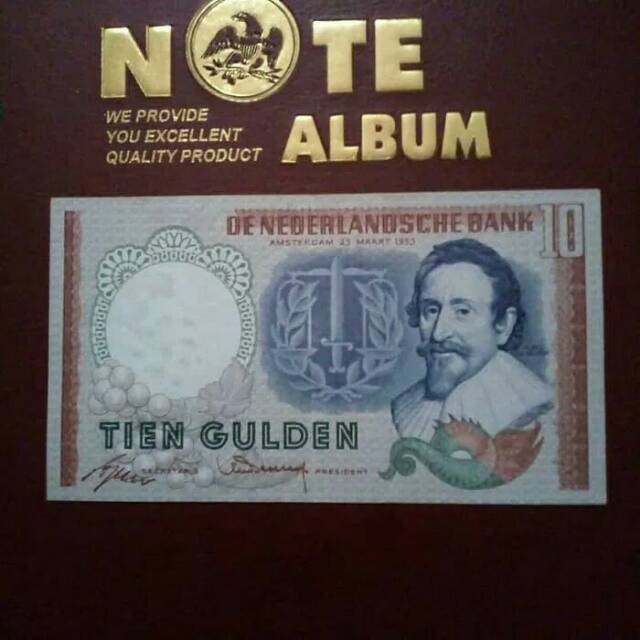 NOTE
WE PROVIDE
YOU EXCELLENT
QUALITY PRODUCT
ALBUM
DE NEDERLANDSCHE BANK
10
AMSTERDAM 23 MAART 1953
TIEN GULDEN
SECRETARIS
PRESIDENT